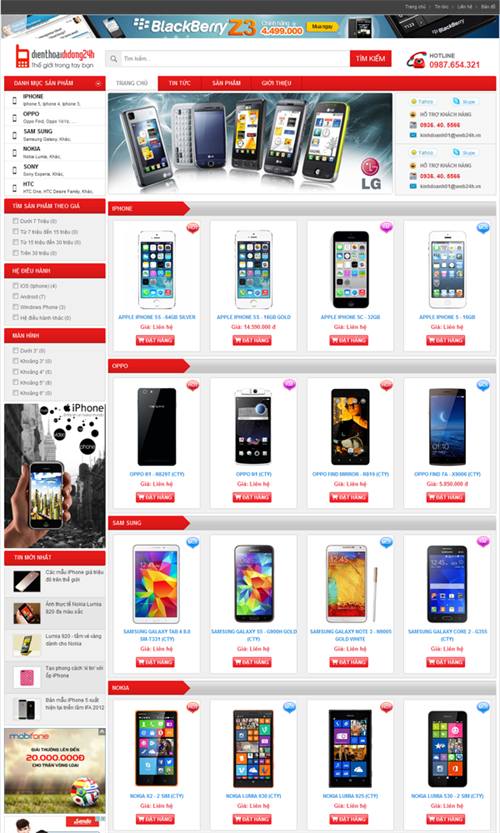 Trang chủ | Tin tức | Liên hệ | Bản đồ
BlackBerry Z3 Chính hãng 4.499.000 Mua ngay
dienthoaididong24h
Thế giới trong tay bạn
Tìm kiếm...
TÌM KIẾM
HOTLINE
0987.654.321
DANH MỤC SẢN PHẨM
TRANG CHỦ TIN TỨC SẢN PHẨM GIỚI THIỆU
IPHONE
Iphone 5, Iphone 4, Iphone 3,
OPPO
Oppo Find, Oppo Yoyo, ...
SAM SUNG
Samsung Galaxy, Khác,
NOKIA
Nokia Lumia, Khác,
SONY
Sony Experia, Khác,
HTC
HTC One, HTC Desire Family, Khác,
LG
Yahoo Skype
HỖ TRỢ KHÁCH HÀNG
0936. 40. 5566
kinhdoanh01@web24h.vn
Yahoo Skype
HỖ TRỢ KHÁCH HÀNG
0936. 40. 5566
kinhdoanh01@web24h.vn
TÌM SẢN PHẨM THEO GIÁ
Dưới 7 Triệu (0)
Từ 7 triệu đến 15 triệu (0)
Từ 15 triệu đến 30 triệu (0)
Trên 30 triệu (0)
HỆ ĐIỀU HÀNH
IOS (Iphone) (4)
Android (7)
Windows Phone (3)
Hệ điều hành khác (0)
MÀN HÌNH
Dưới 3" (0)
Khoảng 3" (0)
Khoảng 4" (6)
Khoảng 5" (8)
Khoảng 6" (0)
iPhone
TIN MỚI NHẤT
Các mẫu iPhone giá triệu đô trên thế giới
Ảnh thực tế Nokia Lumia 820 đa màu sắc
Lumia 920 - tấm vé vàng dành cho Nokia
Tạo phong cách 'xì tin' với ốp iPhone
Bản mẫu iPhone 5 xuất hiện tại triển lãm IFA 2012
mobifone
GIẢI THƯỞNG LÊN ĐẾN
20.000.000Đ
CHO TRÁN VÒNG LOẠI
Sendo
IPHONE
APPLE IPHONE 5S - 64GB SILVER
Giá: Liên hệ
ĐẶT HÀNG
APPLE IPHONE 5S - 16GB GOLD
Giá: 14.590.000 đ
ĐẶT HÀNG
APPLE IPHONE 5C - 32GB
Giá: Liên hệ
ĐẶT HÀNG
APPLE IPHONE 5 - 16GB
Giá: Liên hệ
ĐẶT HÀNG
OPPO
OPPO R1 - R829T (CTY)
Giá: Liên hệ
ĐẶT HÀNG
OPPO N1 (CTY)
Giá: Liên hệ
ĐẶT HÀNG
OPPO FIND MIRROR - R819 (CTY)
Giá: Liên hệ
ĐẶT HÀNG
OPPO FIND 7A - X9006 (CTY)
Giá: 5.850.000 đ
ĐẶT HÀNG
SAM SUNG
SAMSUNG GALAXY TAB 4 8.0 SM-T331 (CTY)
Giá: Liên hệ
ĐẶT HÀNG
SAMSUNG GALAXY S5 - G900H GOLD (CTY)
Giá: Liên hệ
ĐẶT HÀNG
SAMSUNG GALAXY NOTE 3 - N9005 GOLD WHITE
Giá: Liên hệ
ĐẶT HÀNG
SAMSUNG GALAXY CORE 2 - G355 (CTY)
Giá: Liên hệ
ĐẶT HÀNG
NOKIA
NOKIA X2 - 2 SIM (CTY)
Giá: Liên hệ
ĐẶT HÀNG
NOKIA LUMIA 930 (CTY)
Giá: Liên hệ
ĐẶT HÀNG
NOKIA LUMIA 925 (CTY)
Giá: Liên hệ
ĐẶT HÀNG
NOKIA LUMIA 530 - 2 SIM (CTY)
Giá: Liên hệ
ĐẶT HÀNG